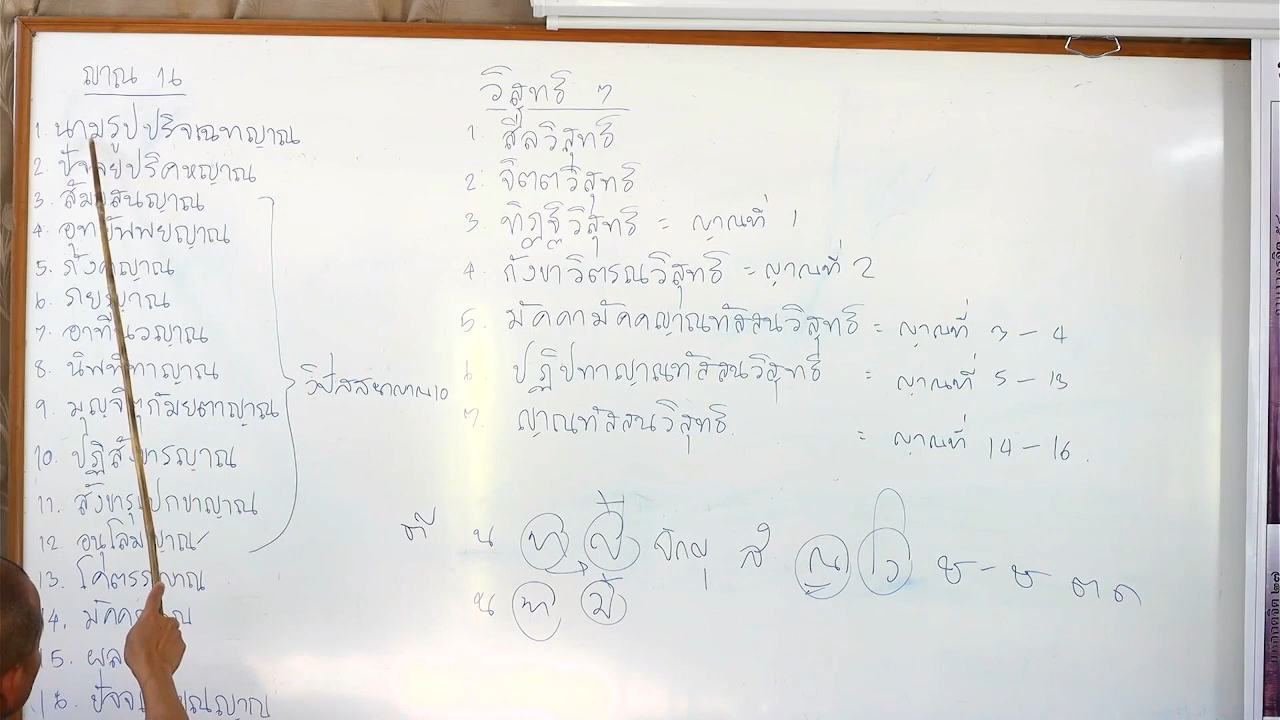 ญาณ ๑๖
1. นามรูปปริจเฉทญาณ
2. ปัจจยปริคหญาณ
3. สัมมสนญาณ
4. อุทยัพพยญาณ
5. ภังคญาณ
6. ภยญาณ
7. อาทีนวญาณ
8. นิพพิทาญาณ
9. มุญจิตุกัมยตาญาณ
10. ปฏิสังขารญาณ
11. สังขารุเปกขาญาณ
12. อนุโลมญาณ
13. โคตรภูญาณ
14. มัคคญาณ
15. ผล
16. ปัจจเวกขณญาณ
วิปัสสนาญาณ 10
วิสุทธิ ๗
1. สีลวิสุทธิ
2. จิตตวิสุทธิ
3. ทิฏฐิวิสุทธิ = ญาณที่ 1
4. กังขาวิตรณวิสุทธิ = ญาณที่ 2
5. มัคคามัคคญาณทัสสนวิสุทธิ = ญาณที่ 3 - 4
6. ปฏิปทาญาณทัสสนวิสุทธิ = ญาณที่ 5 - 13
7. ญาณทัสสนวิสุทธิ = ญาณที่ 14 - 16